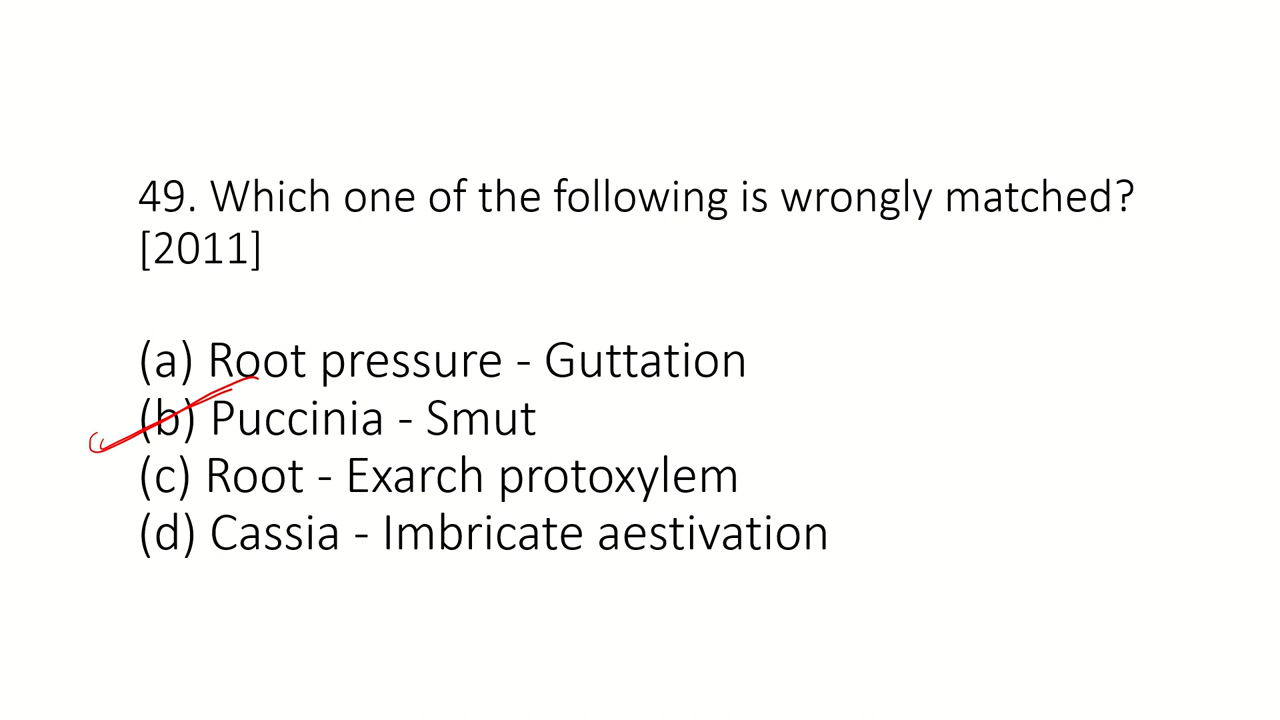 49. Which one of the following is wrongly matched?
[2011]
(a) Root pressure - Guttation
(b) Puccinia - Smut
(c) Root - Exarch protoxylem
(d) Cassia - Imbricate aestivation